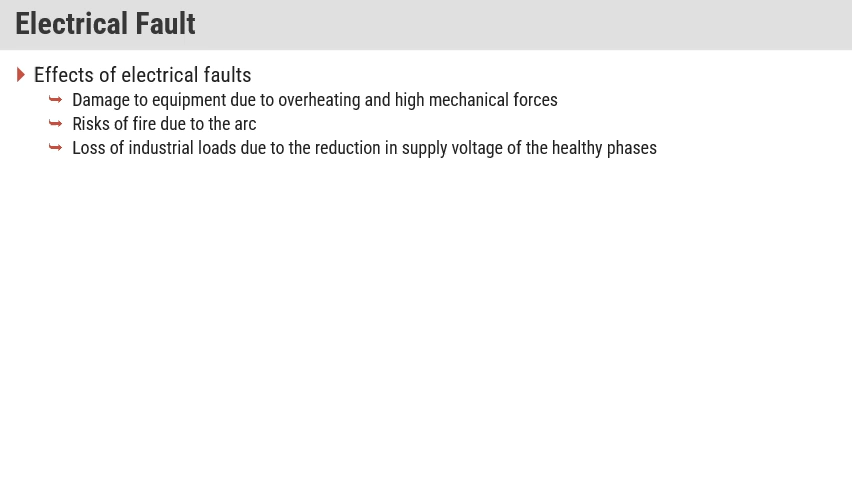 Electrical Fault
Effects of electrical faults
Damage to equipment due to overheating and high mechanical forces
Risks of fire due to the arc
Loss of industrial loads due to the reduction in supply voltage of the healthy phases